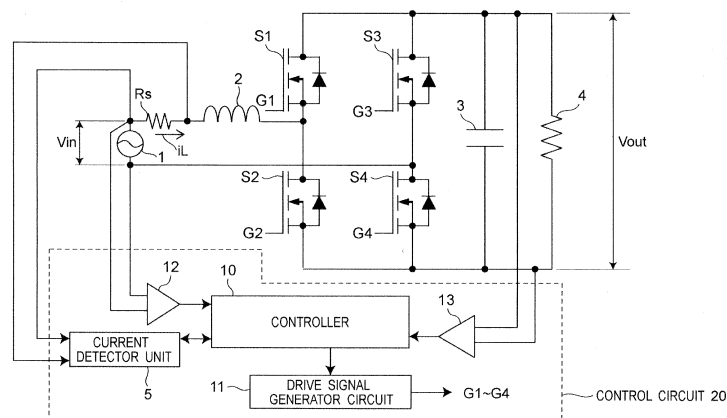 S1
S3
Rs
2
G1
G3
3
4
Vin
iL
1
Vout
S2
S4
G2
G4
12
10
13
CONTROLLER
CURRENT
DETECTOR UNIT
5
11
DRIVE SIGNAL
GENERATOR CIRCUIT
G1~G4
CONTROL CIRCUIT 20